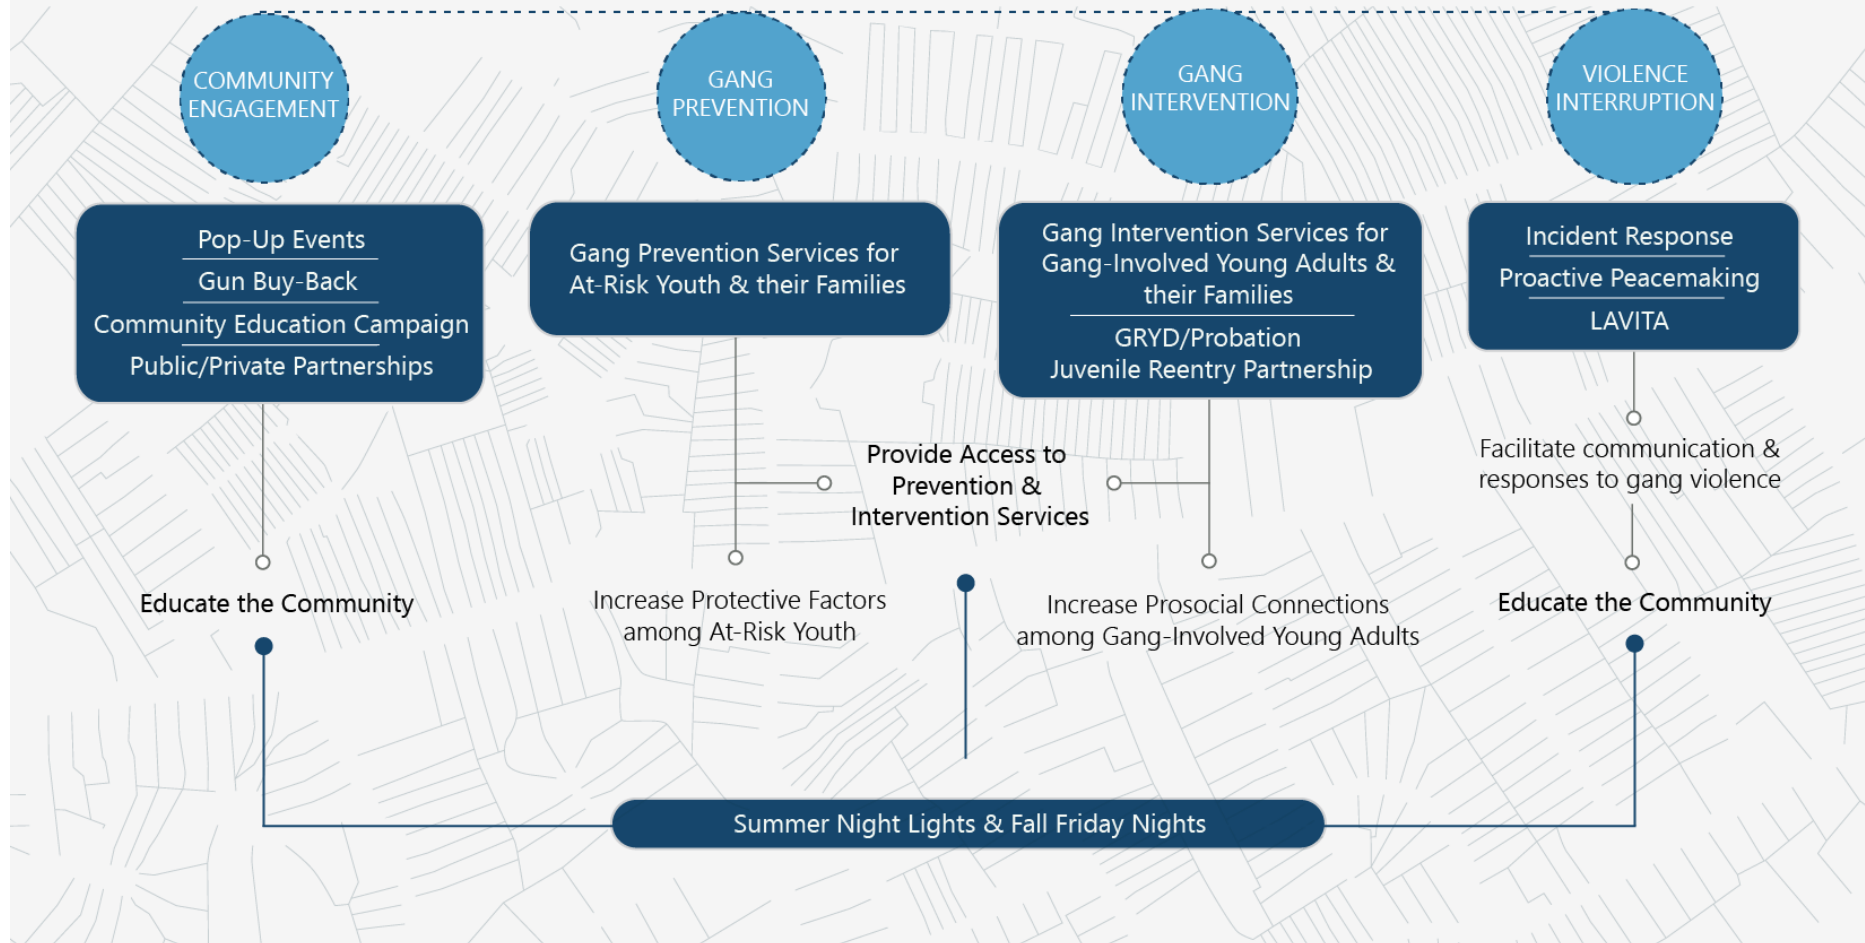 COMMUNITY
ENGAGEMENT
GANG
PREVENTION
GANG
INTERVENTION
VIOLENCE
INTERRUPTION
Pop-Up Events
Gun Buy-Back
Community Education Campaign
Public/Private Partnerships
Gang Prevention Services for
At-Risk Youth & their Families
Gang Intervention Services for
Gang-Involved Young Adults &
their Families
GRYD/Probation
Juvenile Reentry Partnership
Incident Response
Proactive Peacemaking
LAVITA
Provide Access to
Prevention &
Intervention Services
Facilitate communication &
responses to gang violence
Educate the Community
Increase Protective Factors
among At-Risk Youth
Increase Prosocial Connections
among Gang-Involved Young Adults
Educate the Community
Summer Night Lights & Fall Friday Nights